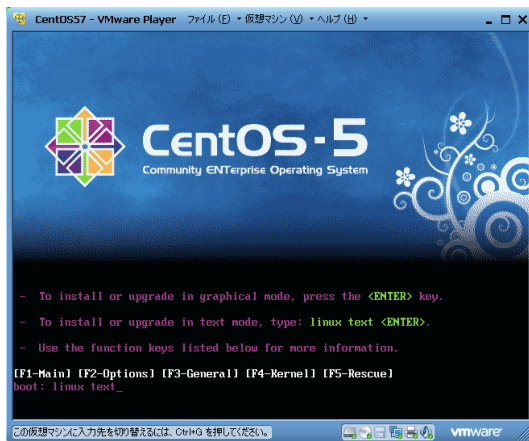 CentOS57 - VMware Player ファイル(F) ▾ 仮想マシン(V) ▾ ヘルプ(H) ▾
CentOS-5
Community ENTerprise Operating System
- To install or upgrade in graphical mode, press the <ENTER> key.
- To install or upgrade in text mode, type: linux text <ENTER>.
- Use the function keys listed below for more information.
[F1-Main] [F2-Options] [F3-General] [F4-Kernel] [F5-Rescue]
boot: linux text_
この仮想マシンに入力先を切り替えるには、Ctrl+G を押してください。 vmware